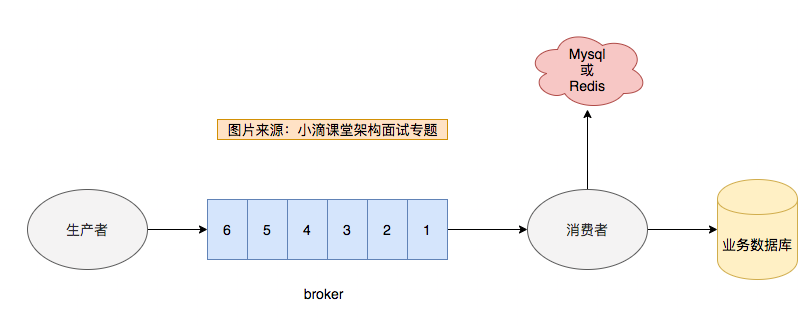 Mysql
或
Redis
图片来源：小滴课堂架构面试专题
生产者
6 5 4 3 2 1
消费者
业务数据库
broker